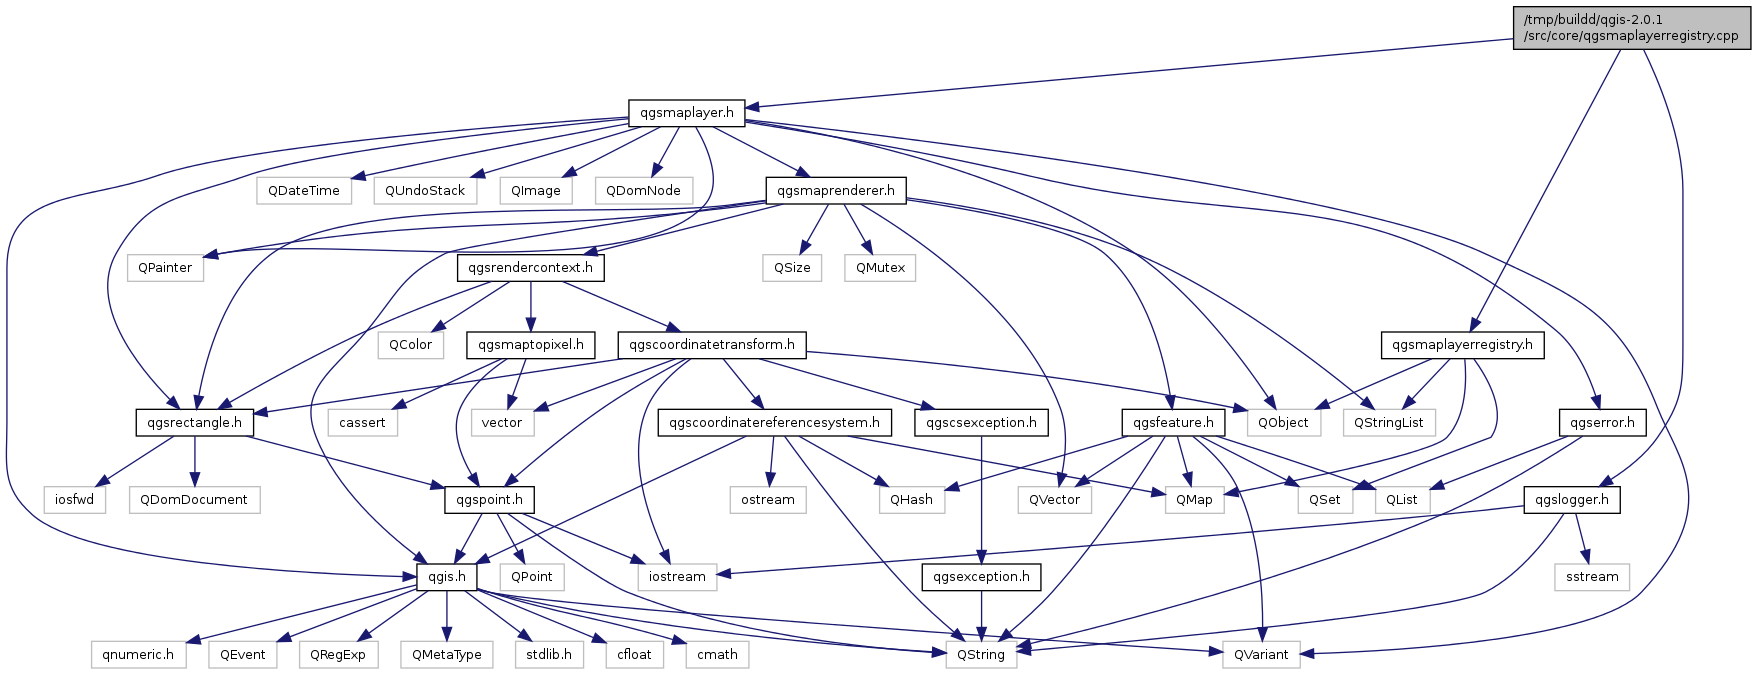 /tmp/buildd/qgis-2.0.1
/src/core/qgsmaplayerregistry.cpp
qgsmaplayer.h
QDateTime
QUndoStack
QImage
QDomNode
qgsmaprenderer.h
QPainter
qgsrendercontext.h
QSize
QMutex
QColor
qgsmaptopixel.h
qgscoordinatetransform.h
qgsmaplayerregistry.h
qgsrectangle.h
cassert
vector
qgscoordinatereferencesystem.h
qgscsexception.h
qgsfeature.h
QObject
QStringList
qgserror.h
iosfwd
QDomDocument
qgspoint.h
ostream
QHash
QVector
QMap
QSet
QList
qgslogger.h
qgis.h
QPoint
iostream
qgsexception.h
sstream
qnumeric.h
QEvent
QRegExp
QMetaType
stdlib.h
cfloat
cmath
QString
QVariant